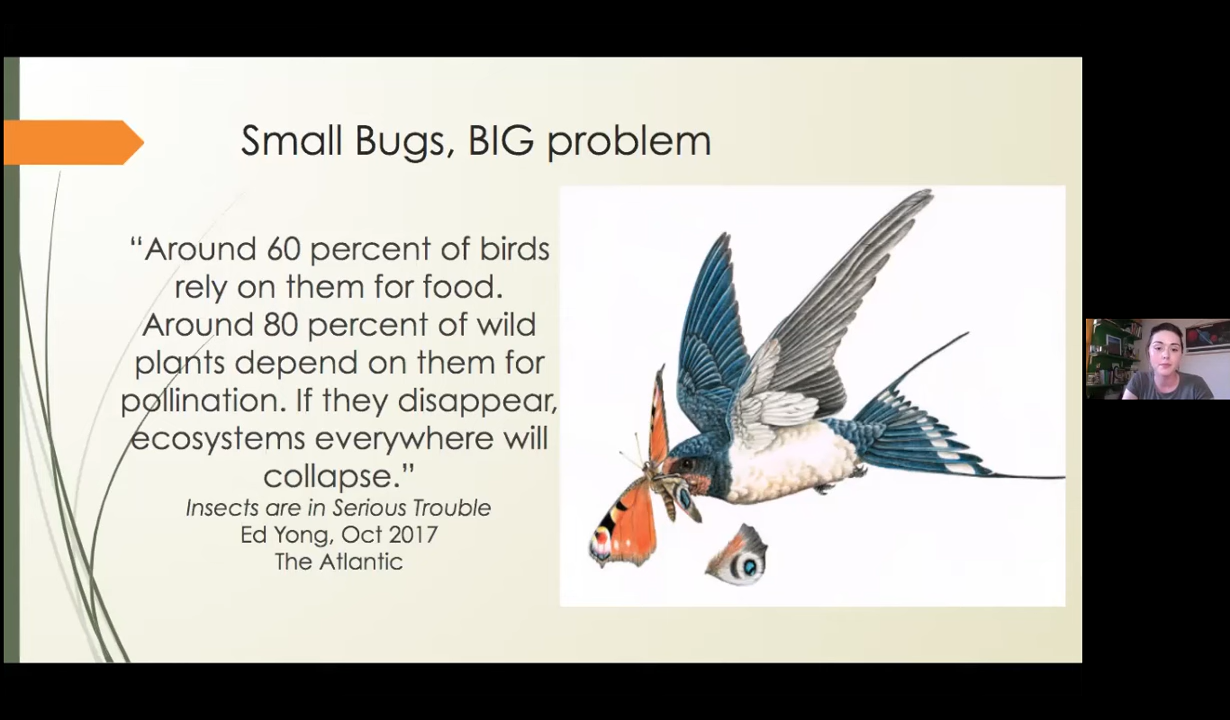 Small Bugs, BIG problem
“Around 60 percent of birds
rely on them for food.
Around 80 percent of wild
plants depend on them for
pollination. If they disappear,
ecosystems everywhere will
collapse.”
Insects are in Serious Trouble
Ed Yong, Oct 2017
The Atlantic